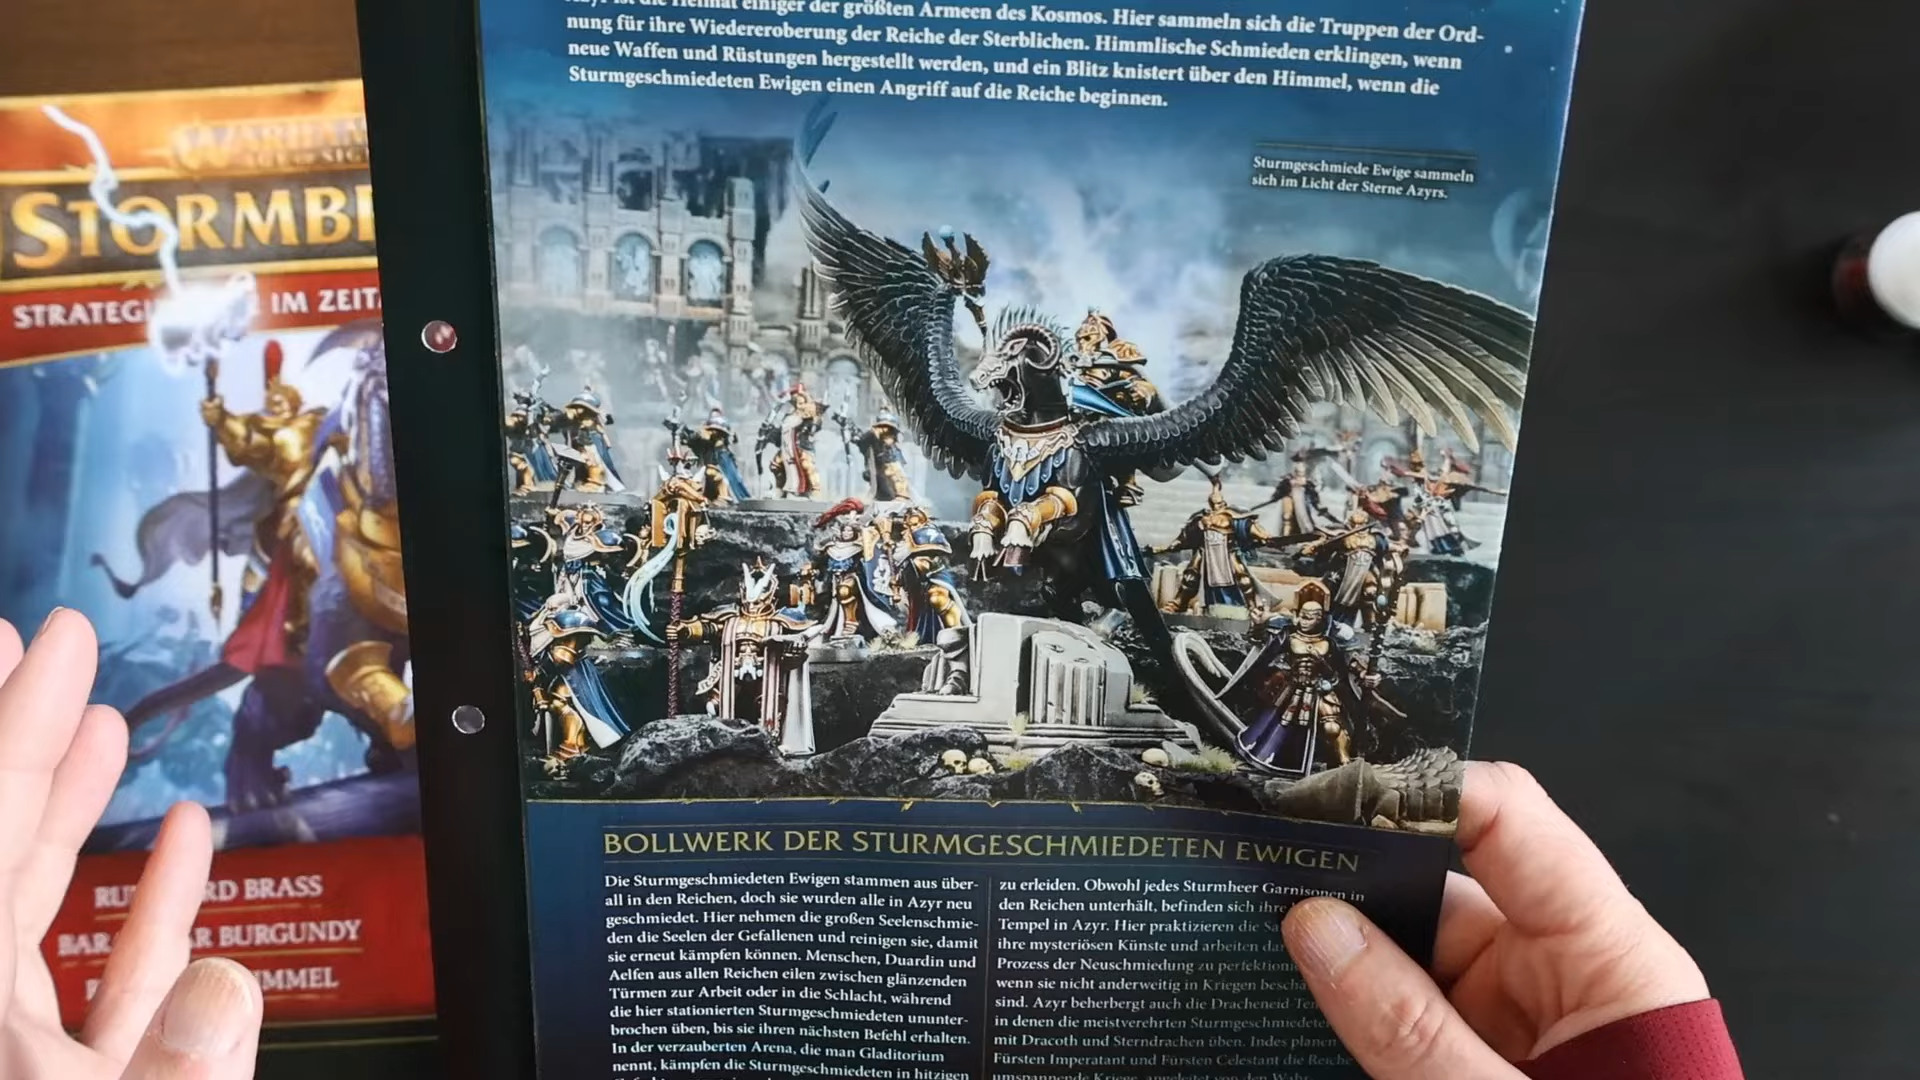 Azyr ist die Heimat einiger der größten Armeen des Kosmos. Hier sammeln sich die Truppen der Ord-
nung für ihre Wiedereroberung der Reiche der Sterblichen. Himmlische Schmieden erklingen, wenn
neue Waffen und Rüstungen hergestellt werden, und ein Blitz knistert über den Himmel, wenn die
Sturmgeschmiedeten Ewigen einen Angriff auf die Reiche beginnen.
Sturmgeschmiede Ewige sammeln
sich im Licht der Sterne Azyrs.
STORMB
STRATEG IM ZEIT
BRASS
BURGUNDY
BOLLWERK DER STURMGESCHMIEDETEN EWIGEN
Die Sturmgeschmiedeten Ewigen stammen aus über-
all in den Reichen, doch sie wurden alle in Azyr neu
geschmiedet. Hier nehmen die großen Seelenschmie-
den die Seelen der Gefallenen und reinigen sie, damit
sie erneut kämpfen können. Menschen, Duardin und
Aelfen aus allen Reichen eilen zwischen glänzenden
Türmen zur Arbeit oder in die Schlacht, während
die hier stationierten Sturmgeschmiedeten ununter-
brochen üben, bis sie ihren nächsten Befehl erhalten.
In der verzauberten Arena, die man Gladitorium
nennt, kämpfen die Sturmgeschmiedeten in hitzigen
zu erleiden. Obwohl jedes Sturmheer Garnisonen in
den Reichen unterhält, befinden sich ihre
Tempel in Azyr. Hier praktizieren die
ihre mysteriösen Künste und arbeiten
Prozess der Neuschmiedung zu
wenn sie nicht anderweitig in Kriegen
sind. Azyr beherbergt auch die Dracheneid
in denen die meistverehrten Sturmgeschmiedeten
mit Dracoth und Sterndrachen üben. Indes planen
Fürsten Imperatant und Fürsten Celestant die Reiche
umspannende Kriege, angeleitet von den